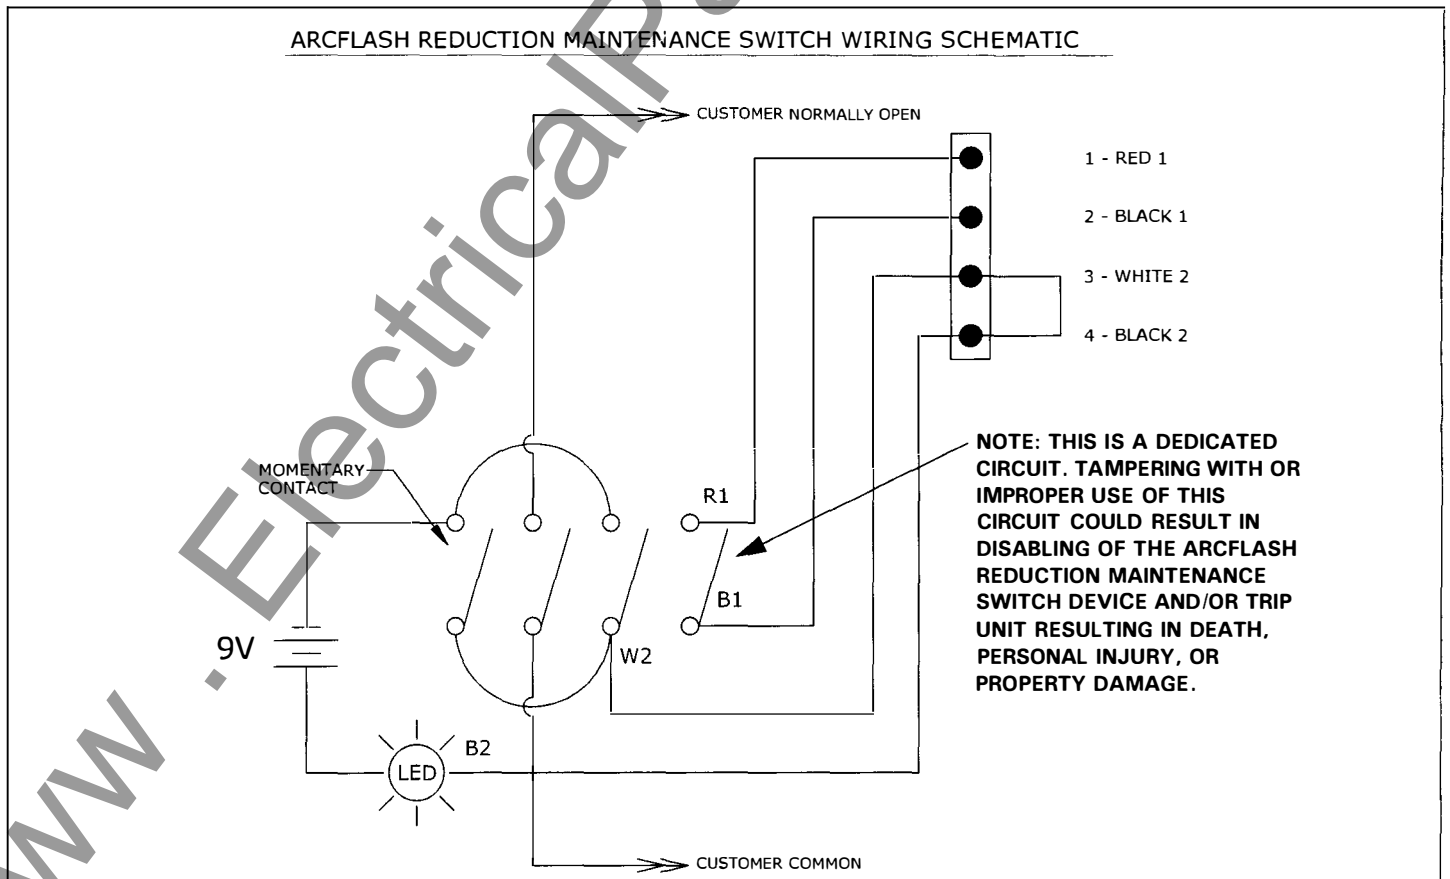 ARCFLASH REDUCTION MAINTENANCE SWITCH WIRING SCHEMATIC
CUSTOMER NORMALLY OPEN
1 - RED 1
2 - BLACK 1
3 - WHITE 2
4 - BLACK 2
MOMENTARY
CONTACT
R1
B1
W2
9V
B2
LED
NOTE: THIS IS A DEDICATED
CIRCUIT. TAMPERING WITH OR
IMPROPER USE OF THIS
CIRCUIT COULD RESULT IN
DISABLING OF THE ARCFLASH
REDUCTION MAINTENANCE
SWITCH DEVICE AND/OR TRIP
UNIT RESULTING IN DEATH,
PERSONAL INJURY, OR
PROPERTY DAMAGE.
CUSTOMER COMMON